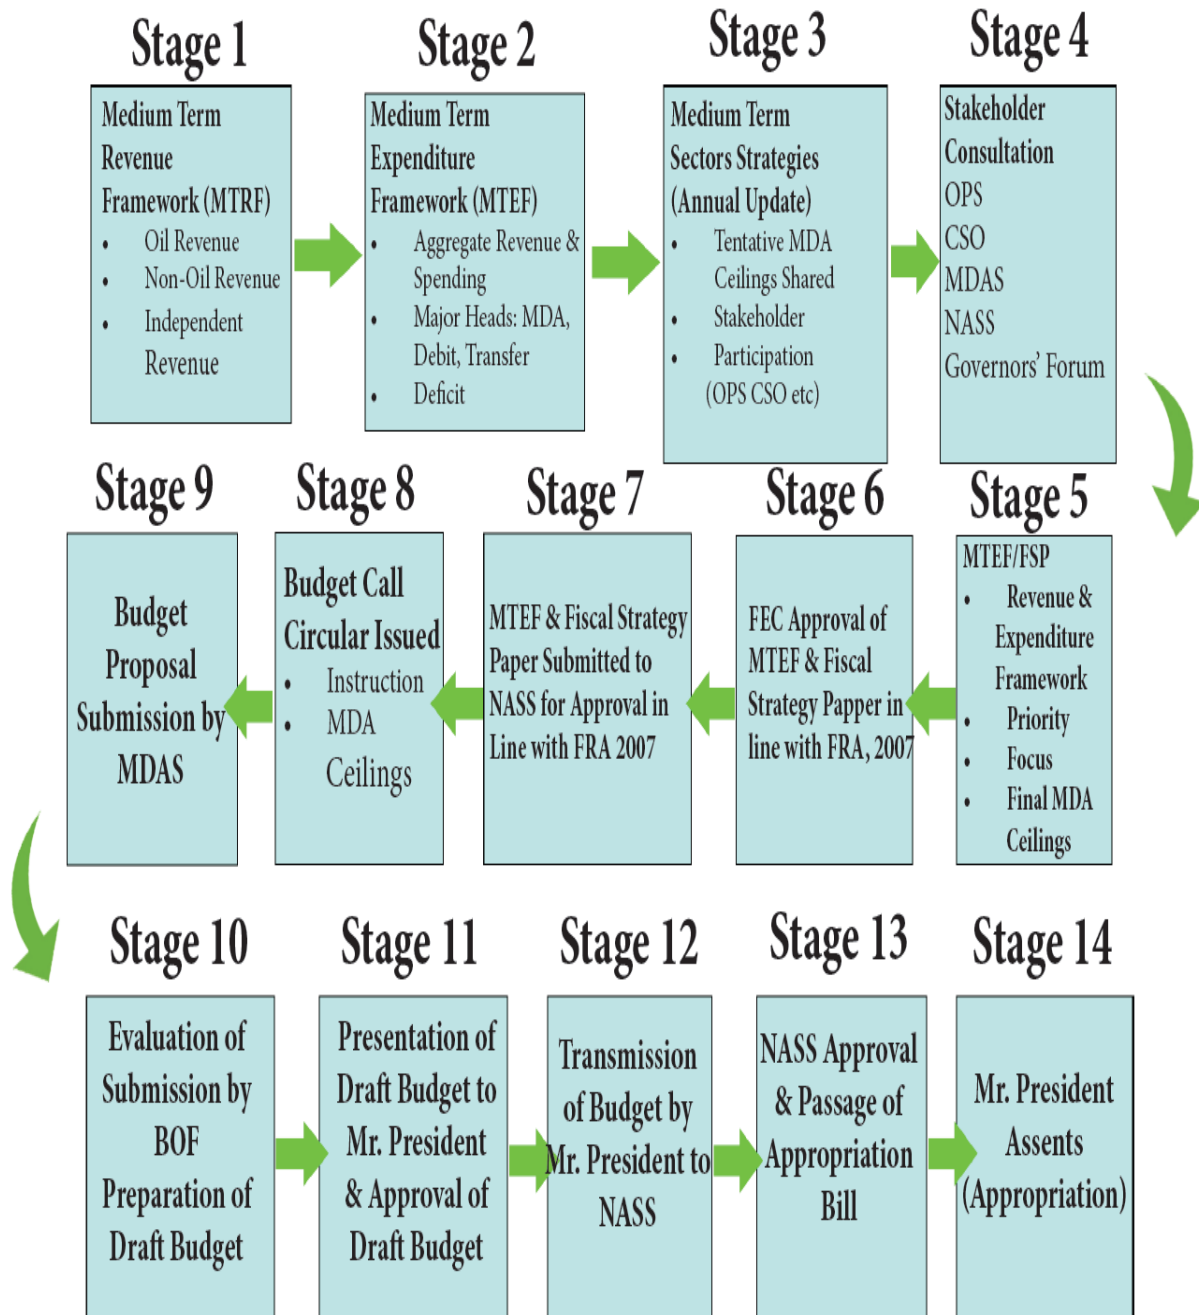 Stage 1
Medium Term
Revenue
Framework (MTRF)
• Oil Revenue
• Non-Oil Revenue
• Independent
Revenue
Stage 2
Medium Term
Expenditure
Framework (MTEF)
• Aggregate Revenue &
Spending
• Major Heads: MDA,
Debit, Transfer
• Deficit
Stage 3
Medium Term
Sectors Strategies
(Annual Update)
• Tentative MDA
Ceilings Shared
• Stakeholder
• Participation
(OPS CSO etc)
Stage 4
Stakeholder
Consultation
OPS
CSO
MDAS
NASS
Governors’ Forum
Stage 5
MTEF/FSP
• Revenue &
Expenditure
Framework
• Priority
• Focus
• Final MDA
Ceilings
Stage 6
FEC Approval of
MTEF & Fiscal
Strategy Papper in
line with FRA, 2007
Stage 7
MTEF & Fiscal Strategy
Paper Submitted to
NASS for Approval in
Line with FRA 2007
Stage 8
Budget Call
Circular Issued
• Instruction
• MDA
Ceilings
Stage 9
Budget
Proposal
Submission by
MDAS
Stage 10
Evaluation of
Submission by
BOF
Preparation of
Draft Budget
Stage 11
Presentation of
Draft Budget to
Mr. President
& Approval of
Draft Budget
Stage 12
Transmission
of Budget by
Mr. President to
NASS
Stage 13
NASS Approval
& Passage of
Appropriation
Bill
Stage 14
Mr. President
Assents
(Appropriation)